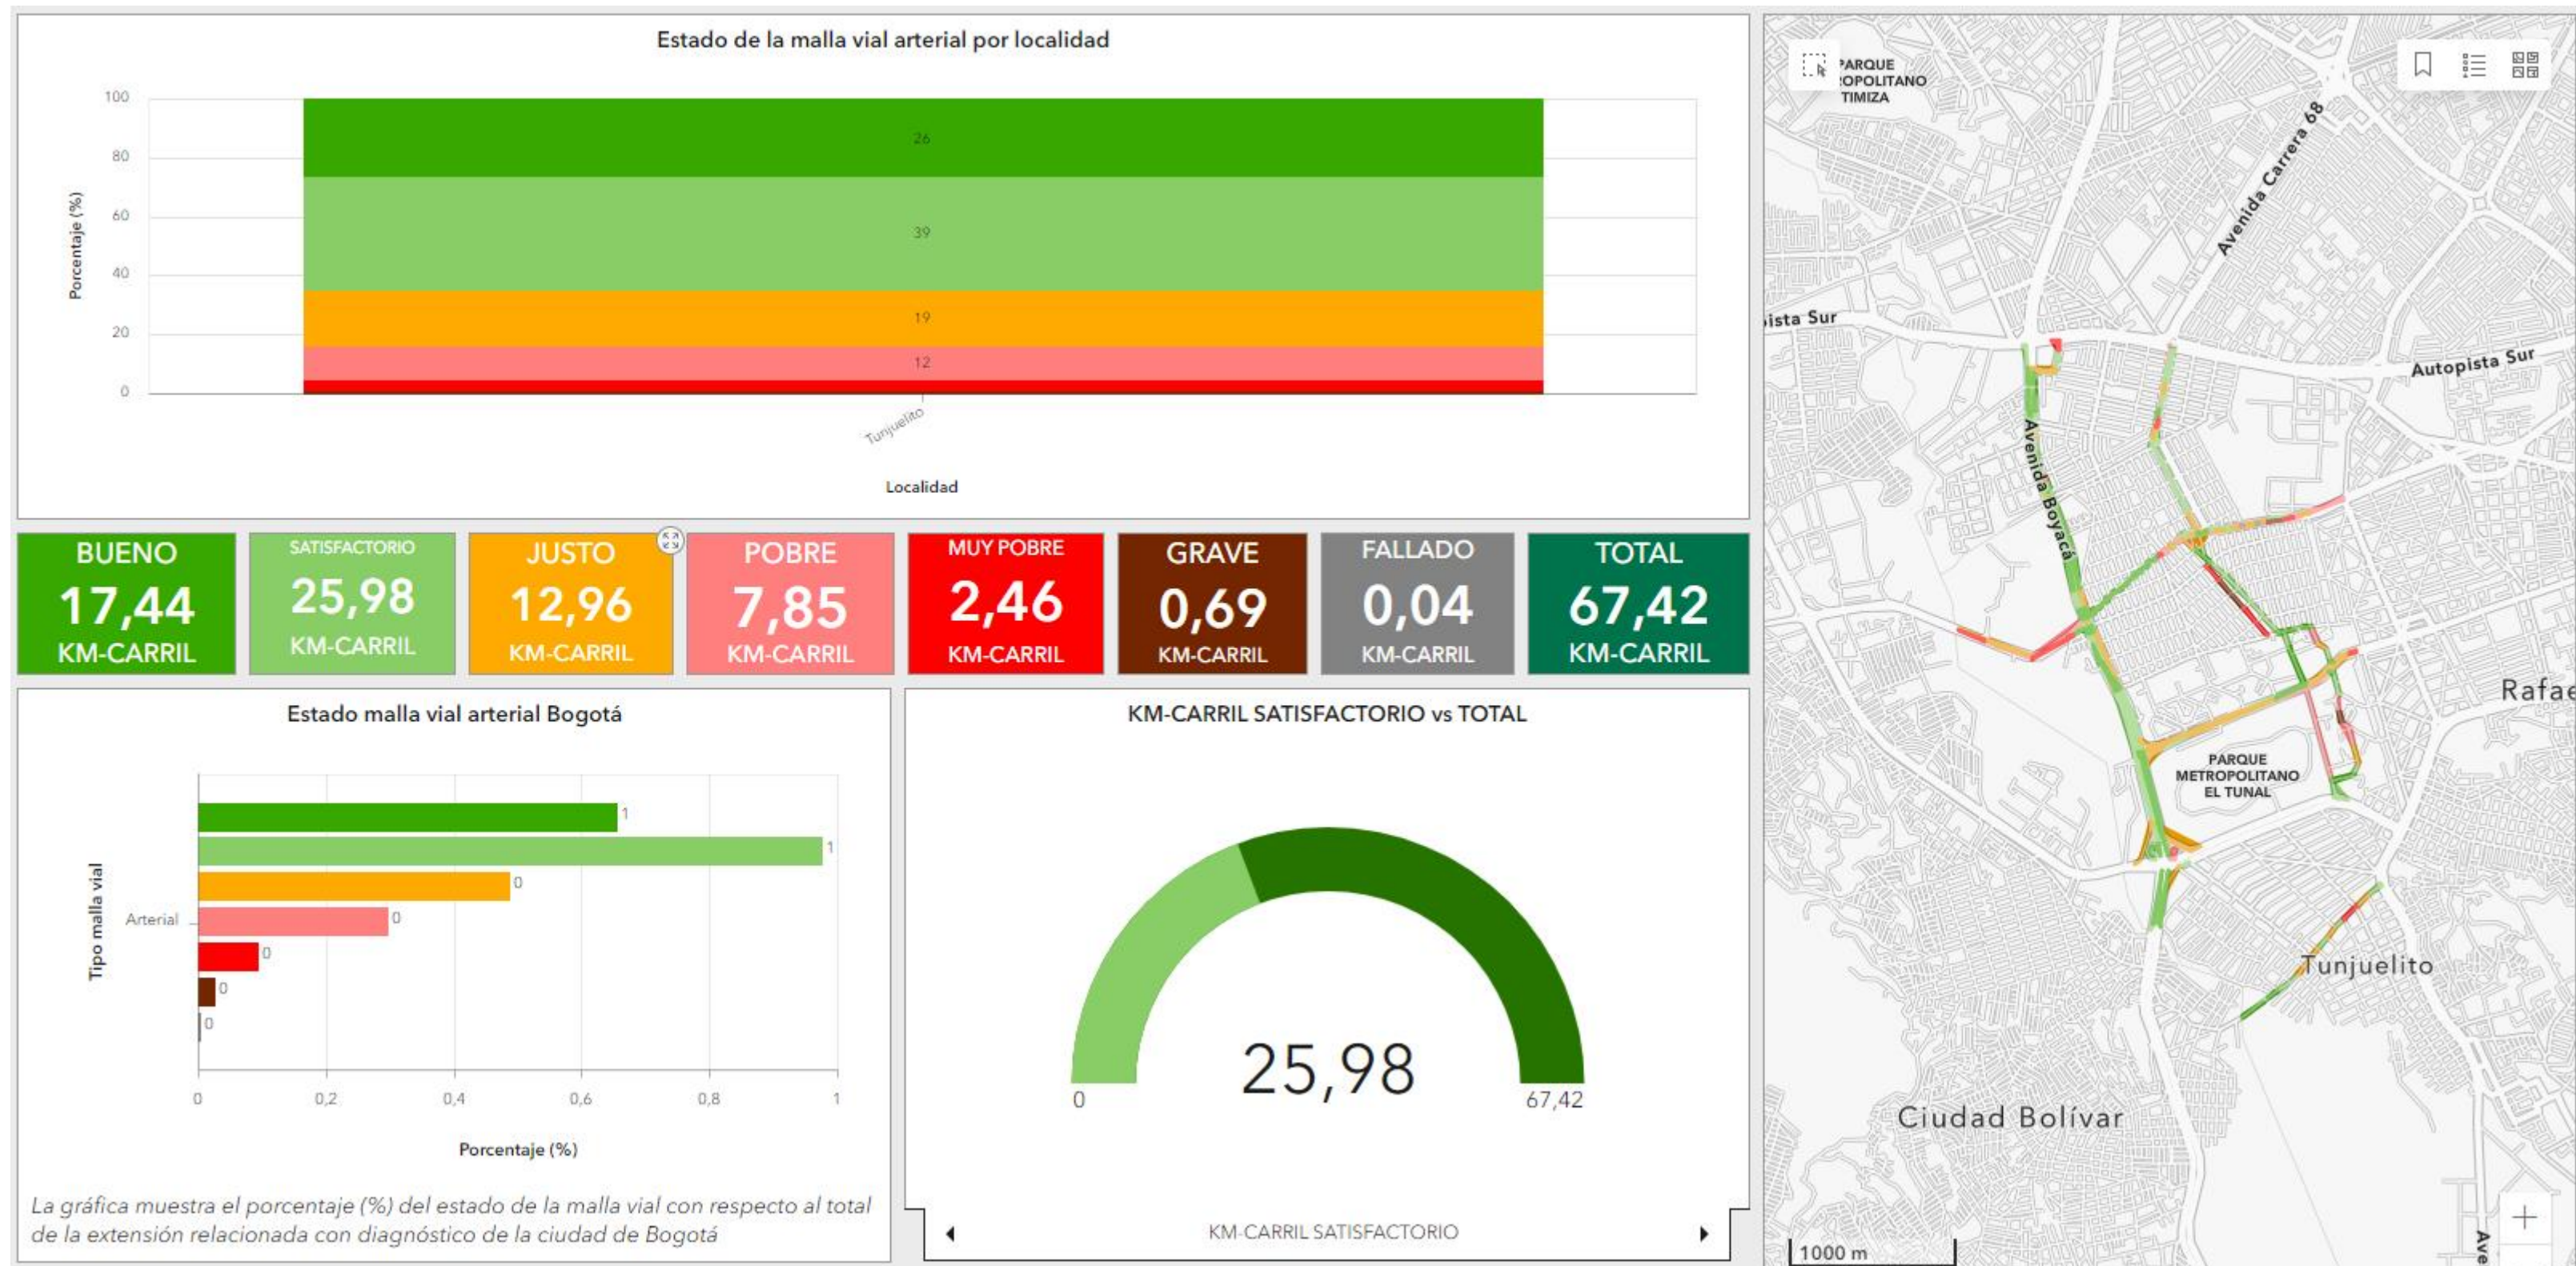 Estado de la malla vial arterial por localidad
Porcentaje (%)
100
80
60
40
20
0
26
39
19
12
Tunjuelito
Localidad
BUENO
17,44
KM-CARRIL
SATISFACTORIO
25,98
KM-CARRIL
JUSTO
12,96
KM-CARRIL
POBRE
7,85
KM-CARRIL
MUY POBRE
2,46
KM-CARRIL
GRAVE
0,69
KM-CARRIL
FALLADO
0,04
KM-CARRIL
TOTAL
67,42
KM-CARRIL
Estado malla vial arterial Bogotá
Tipo malla vial
Arterial
1
1
0
0
0
0
0
0
0,2
0,4
0,6
0,8
1
Porcentaje (%)
La gráfica muestra el porcentaje (%) del estado de la malla vial con respecto al total
de la extensión relacionada con diagnóstico de la ciudad de Bogotá
KM-CARRIL SATISFACTORIO vs TOTAL
25,98
0
67,42
KM-CARRIL SATISFACTORIO
PARQUE
OPOLITANO
TIMIZA
Avenida Carrera 68
ista Sur
Autopista Sur
Avenida Boyacá
Rafae
PARQUE
METROPOLITANO
EL TUNAL
Tunjuelito
Ciudad Bolívar
Ave
1000 m